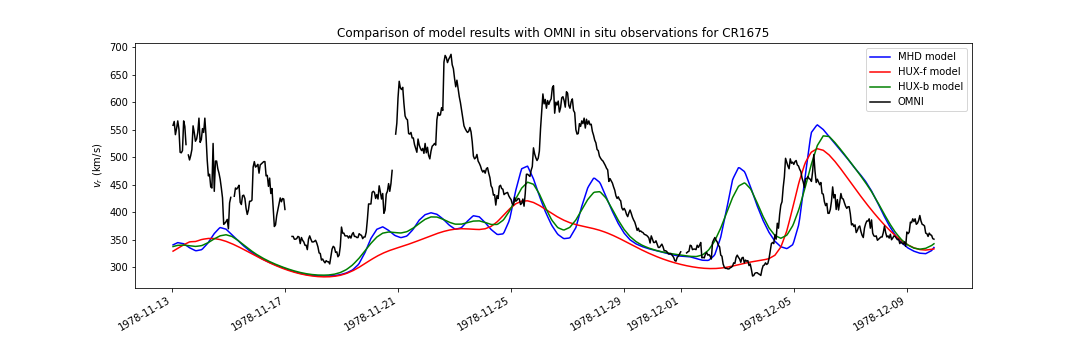 Comparison of model results with OMNI in situ observations for CR1675
700
650
600
550
500
450
400
350
300
v_r (km/s)
MHD model
HUX-f model
HUX-b model
OMNI
1978-11-13
1978-11-17
1978-11-21
1978-11-25
1978-11-29
1978-12-01
1978-12-05
1978-12-09